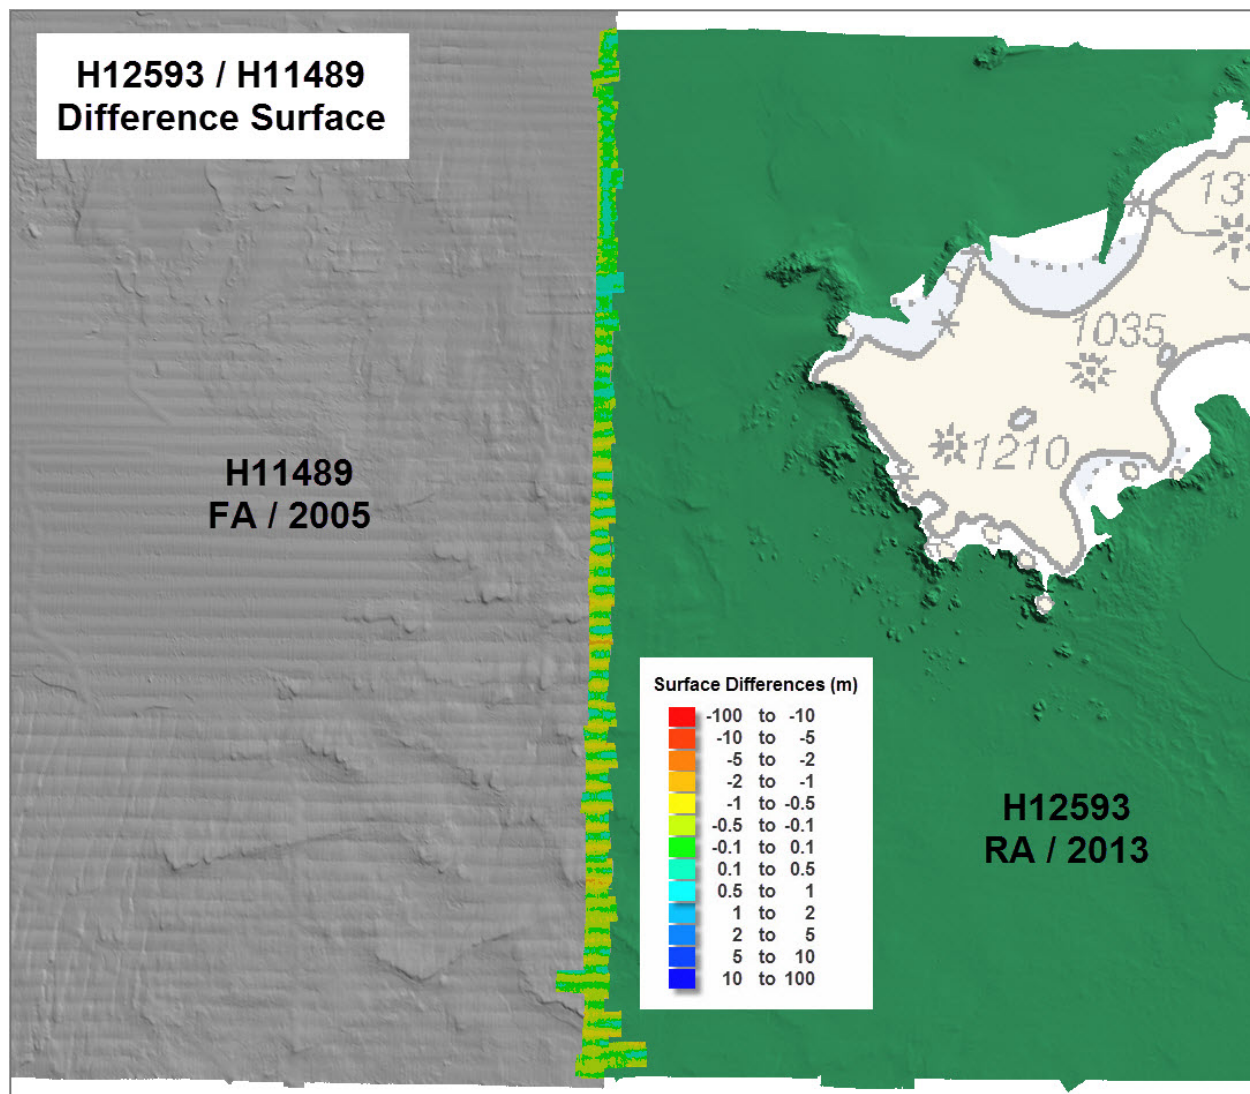 H12593 / H11489
Difference Surface
1035
1210
H11489
FA / 2005
Surface Differences (m)
-100 to -10
-10 to -5
-5 to -2
-2 to -1
-1 to -0.5
-0.5 to -0.1
-0.1 to 0.1
0.1 to 0.5
0.5 to 1
1 to 2
2 to 5
5 to 10
10 to 100
H12593
RA / 2013